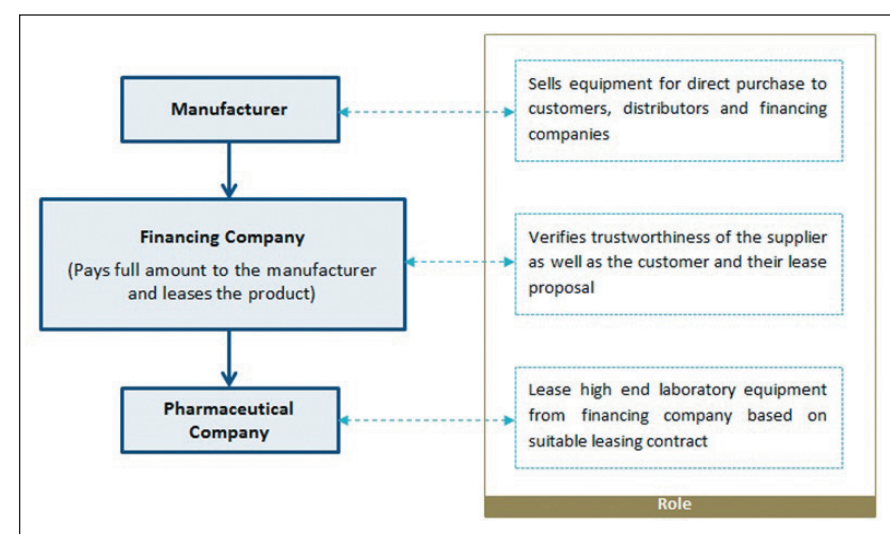 Manufacturer
Sells equipment for direct purchase to
customers, distributors and financing
companies
Financing Company
(Pays full amount to the manufacturer
and leases the product)
Verifies trustworthiness of the supplier
as well as the customer and their lease
proposal
Pharmaceutical
Company
Lease high end laboratory equipment
from financing company based on
suitable leasing contract
Role